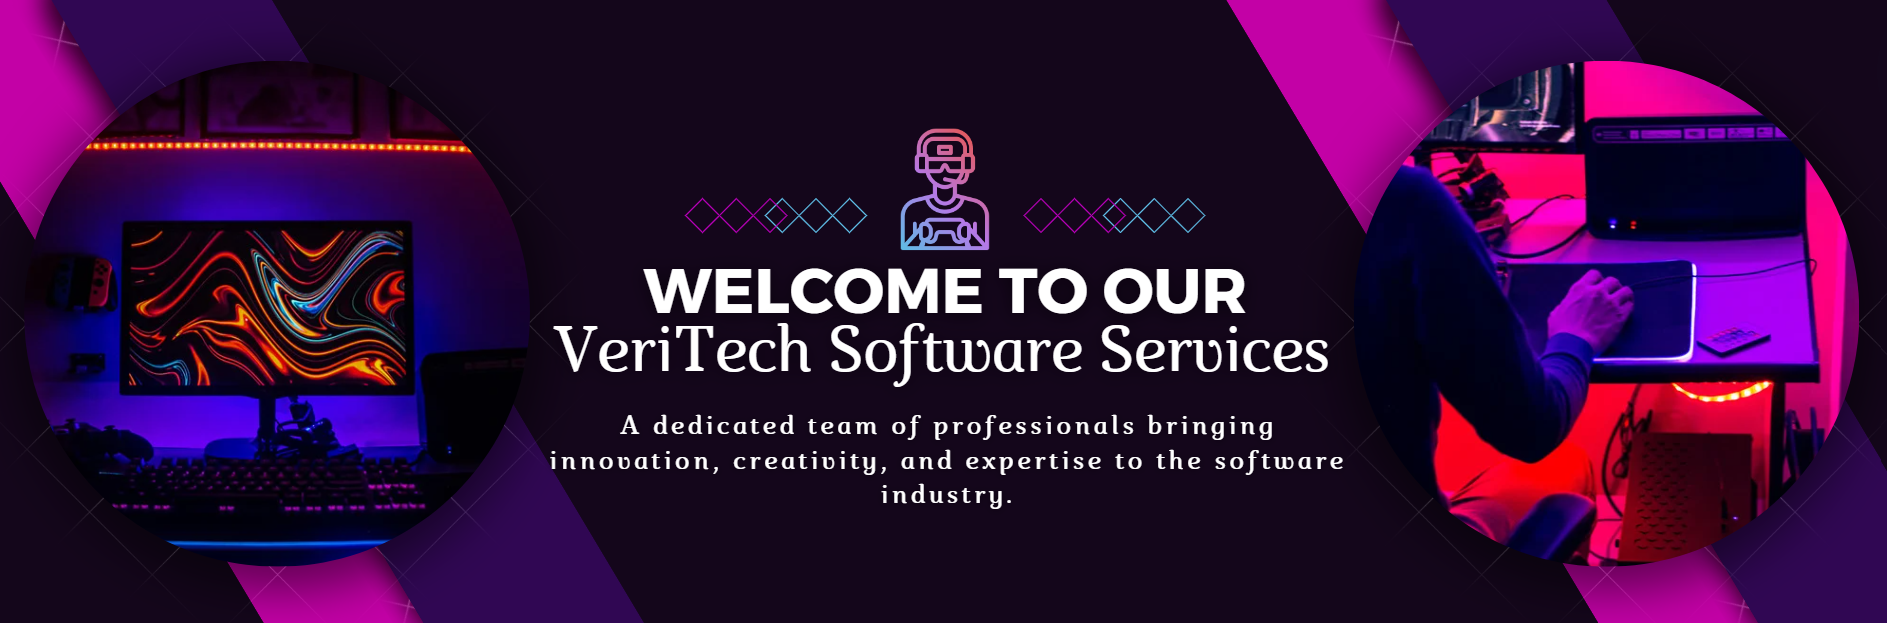 WELCOME TO OUR
VeriTech Software Services
A dedicated team of professionals bringing
innovation, creativity, and expertise to the software
industry.